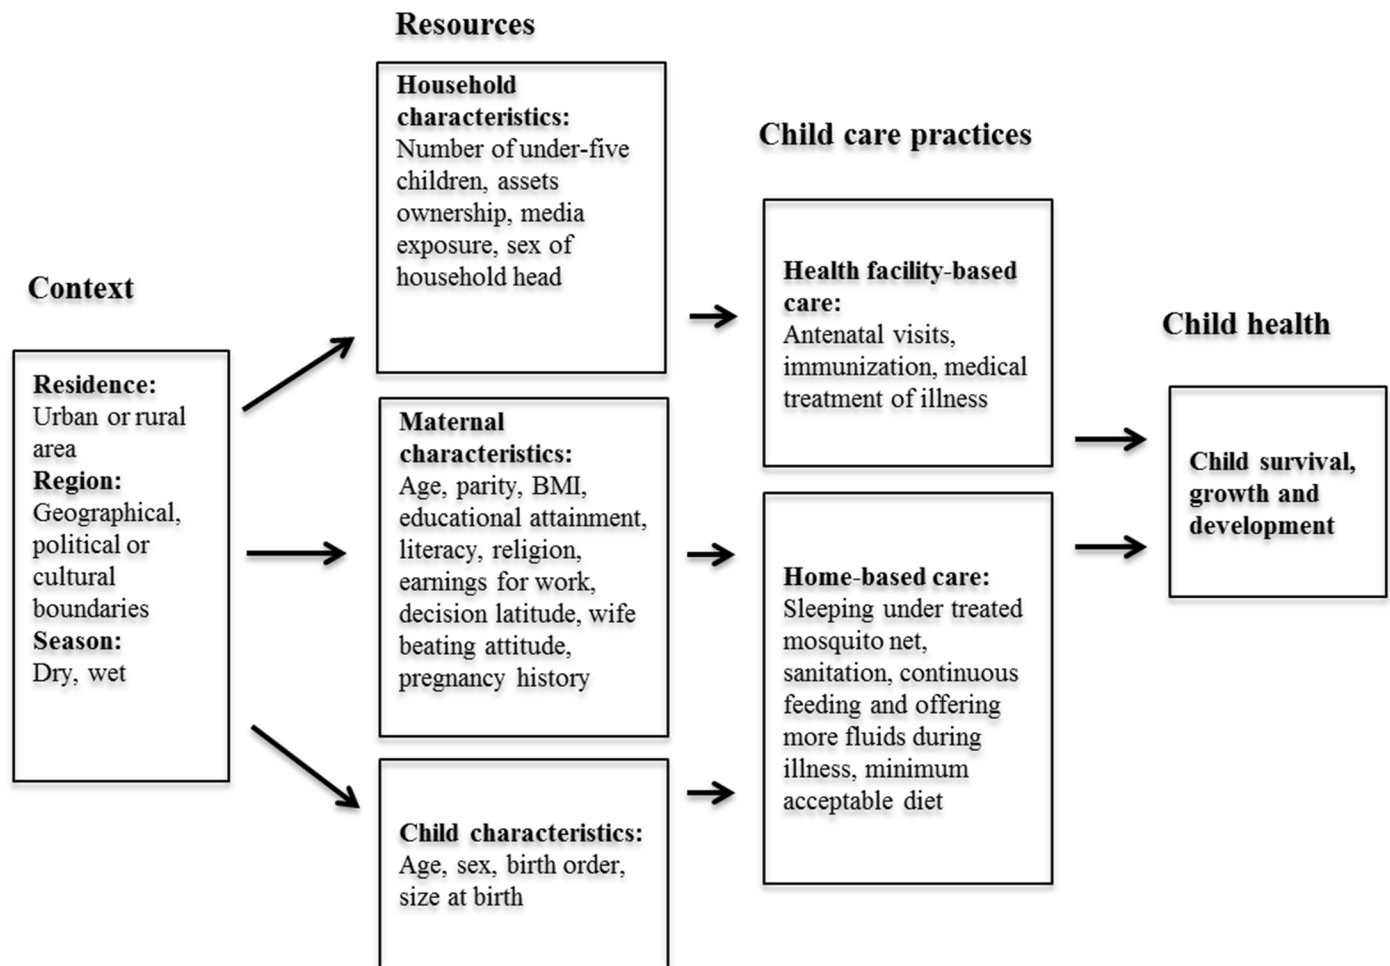 Resources
Household
characteristics:
Number of under-five
children, assets
ownership, media
exposure, sex of
household head
Child care practices
Health facility-based
care:
Antenatal visits,
immunization, medical
treatment of illness
Context
Residence:
Urban or rural
area
Region:
Geographical,
political or
cultural
boundaries
Season:
Dry, wet
Maternal
characteristics:
Age, parity, BMI,
educational attainment,
literacy, religion,
earnings for work,
decision latitude, wife
beating attitude,
pregnancy history
Child characteristics:
Age, sex, birth order,
size at birth
Home-based care:
Sleeping under treated
mosquito net,
sanitation, continuous
feeding and offering
more fluids during
illness, minimum
acceptable diet
Child health
Child survival,
growth and
development